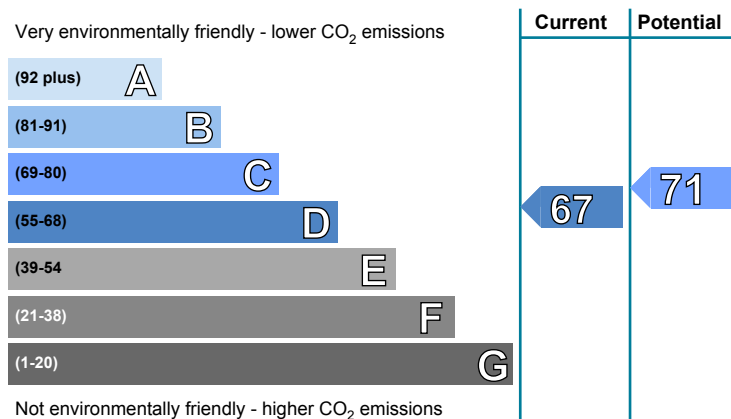 Very environmentally friendly - lower CO₂ emissions
Current
Potential
(92 plus) A
(81-91) B
(69-80) C
(55-68) D
(39-54 E
(21-38) F
(1-20) G
67
71
Not environmentally friendly - higher CO₂ emissions